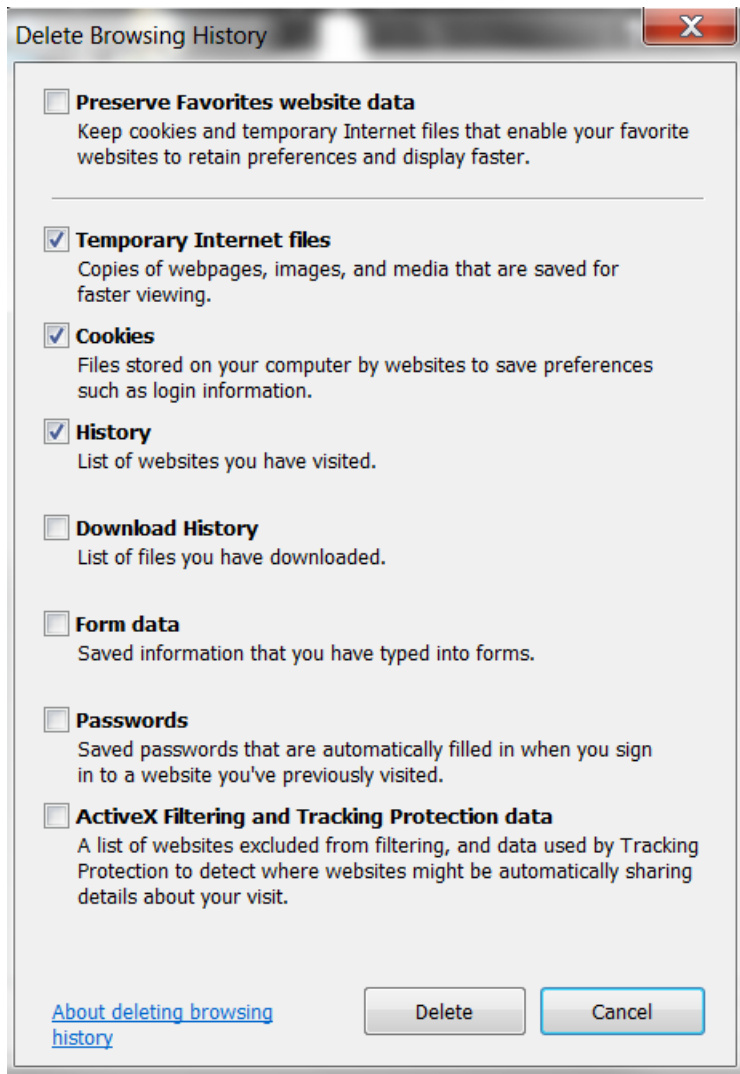 Delete Browsing History
X
Preserve Favorites website data
Keep cookies and temporary Internet files that enable your favorite
websites to retain preferences and display faster.
Temporary Internet files
Copies of webpages, images, and media that are saved for
faster viewing.
Cookies
Files stored on your computer by websites to save preferences
such as login information.
History
List of websites you have visited.
Download History
List of files you have downloaded.
Form data
Saved information that you have typed into forms.
Passwords
Saved passwords that are automatically filled in when you sign
in to a website you've previously visited.
ActiveX Filtering and Tracking Protection data
A list of websites excluded from filtering, and data used by Tracking
Protection to detect where websites might be automatically sharing
details about your visit.
About deleting browsing
history
Delete
Cancel